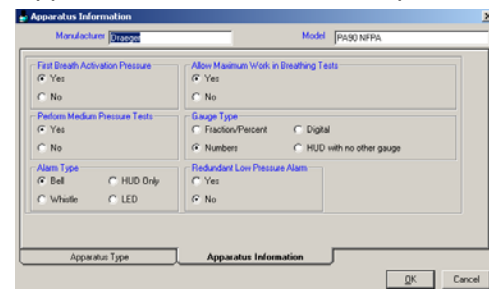 Apparatus Information
Manufacturer Draeger Model PA90 NFPA
First Breath Activation Pressure Allow Maximum Work in Breathing Tests
Yes Yes
No No
Perform Medium Pressure Tests Gauge Type
Yes Fraction/Percent Digital
No Numbers HUD with no other gauge
Alarm Type Redundant Low Pressure Alarm
Bell HUD Only Yes
Whistle LED No
Apparatus Type Apparatus Information
OK Cancel